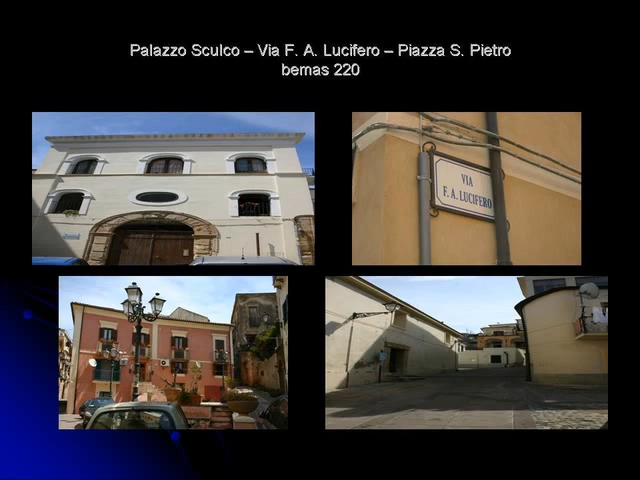 Palazzo Sculco – Via F. A. Lucifero – Piazza S. Pietro
bemas 220
VIA
F. A. LUCIFERO